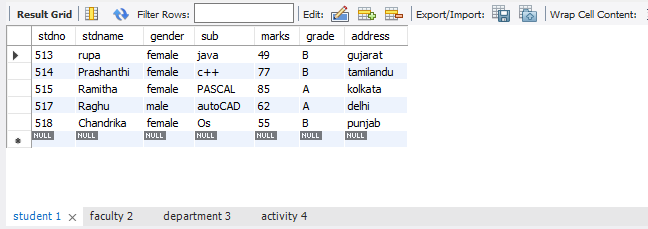 Result Grid Filter Rows: Edit: Export/Import: Wrap Cell Content:
stdno stdname gender sub marks grade address
513 rupa female java 49 B gujarat
514 Prashanthi female c++ 77 B tamilandu
515 Ramitha female PASCAL 85 A kolkata
517 Raghu male autoCAD 62 A delhi
518 Chandrika female Os 55 B punjab
NULL NULL NULL NULL NULL NULL NULL
student 1 faculty 2 department 3 activity 4